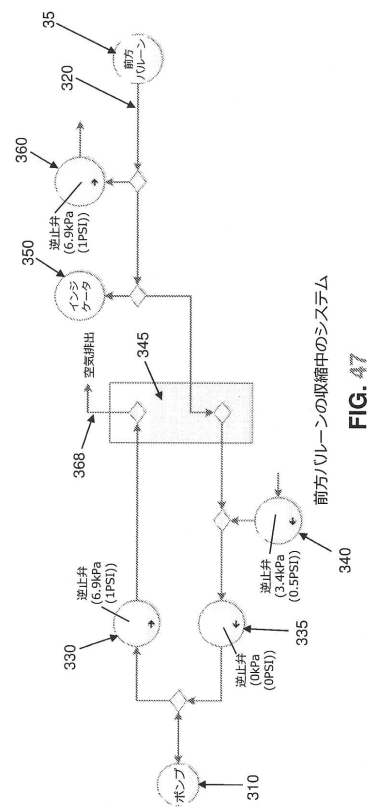 35
前方
バルーン
320
360
逆止弁
(6.9kPa
(1PSI))
350
インジ
ケータ
345
空気排出
368
逆止弁
(6.9kPa
(1PSI))
330
逆止弁
(3.4kPa
(0.5PSI))
340
逆止弁
(0kPa
(0PSI))
335
ポンプ
310
前方バルーンの収縮中のシステム
FIG. 47